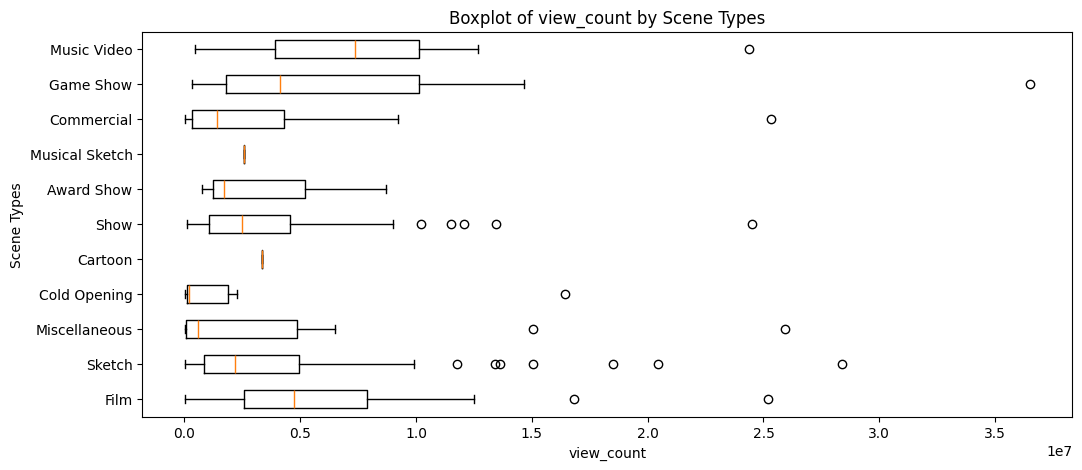 Boxplot of view_count by Scene Types
Music Video
Game Show
Commercial
Musical Sketch
Award Show
Show
Cartoon
Cold Opening
Miscellaneous
Sketch
Film
Scene Types
0.0 0.5 1.0 1.5 2.0 2.5 3.0 3.5
1e7
view_count